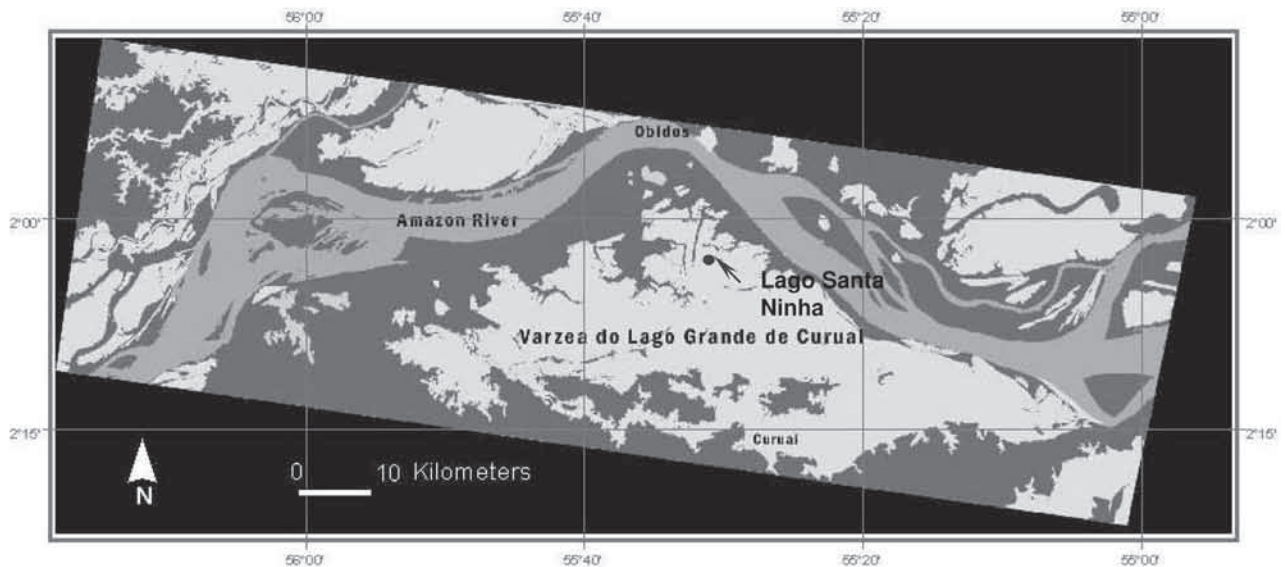 56°00' 55°40' 55°20' 55°00'
Obidos
2°00' Amazon River 2°00'
Lago Santa
Ninha
Varzea do Lago Grande de Curuai
2°15' Curuai 2°15'
0 10 Kilometers
N
56°00' 55°40' 55°20' 55°00'